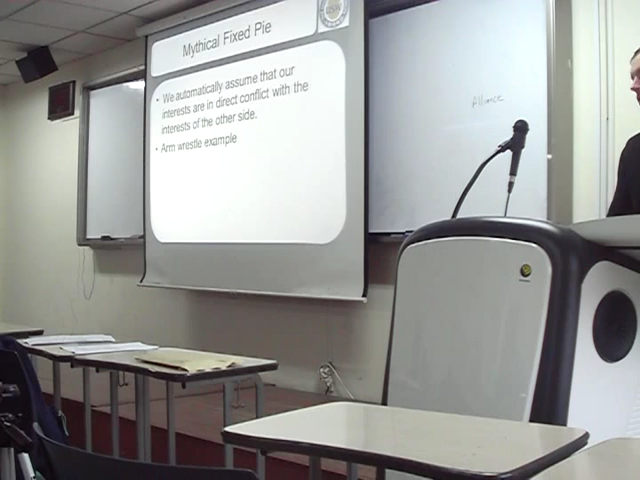 Mythical Fixed Pie
• We automatically assume that our
interests are in direct conflict with the
interests of the other side.
• Arm wrestle example
Alliance